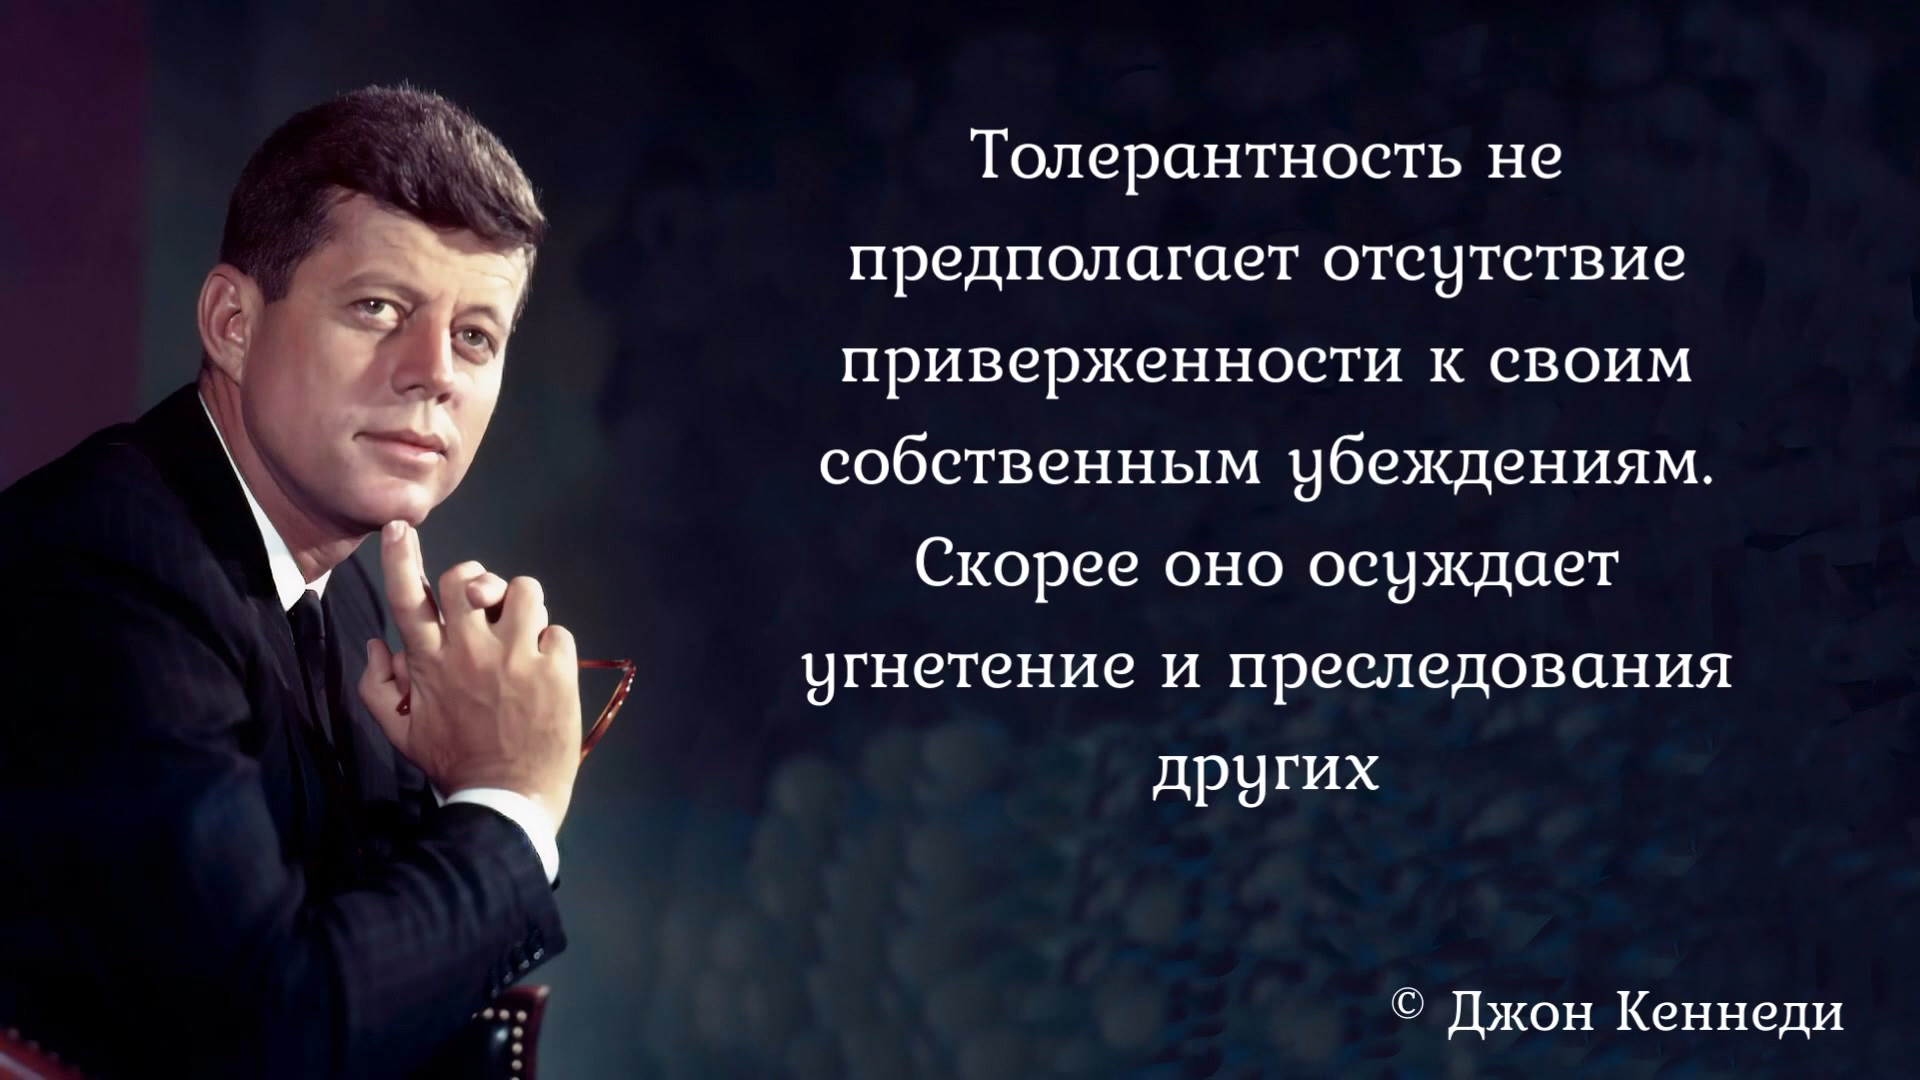 Толерантность не
предполагает отсутствие
приверженности к своим
собственным убеждениям.
Скорее оно осуждает
угнетение и преследования
других
© Джон Кеннеди